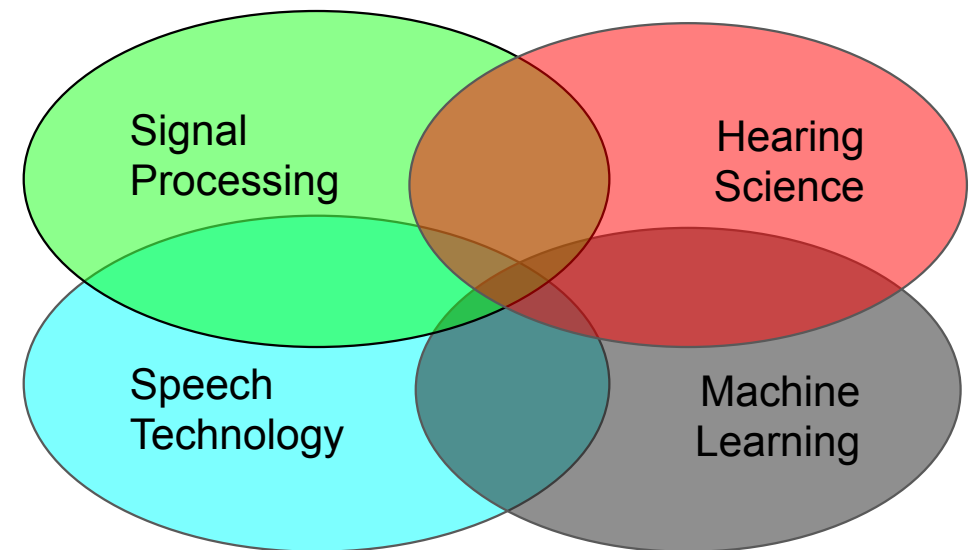 Signal
Processing
Hearing
Science
Speech
Technology
Machine
Learning